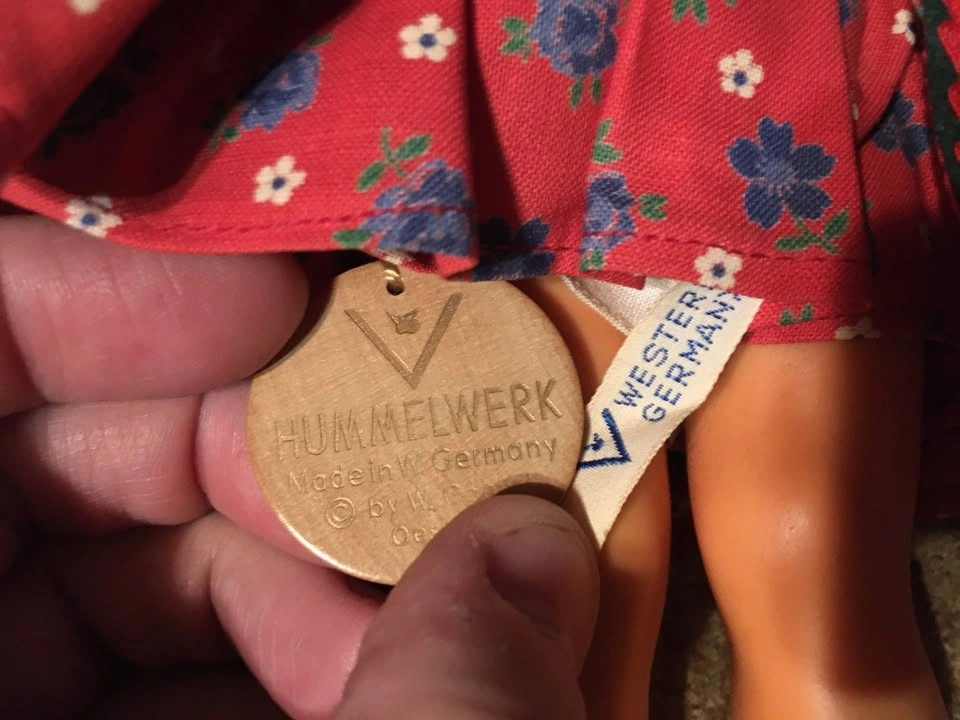 HUMMELWERK
Made in W. Germany
© by W.
WESTERN
GERMANY